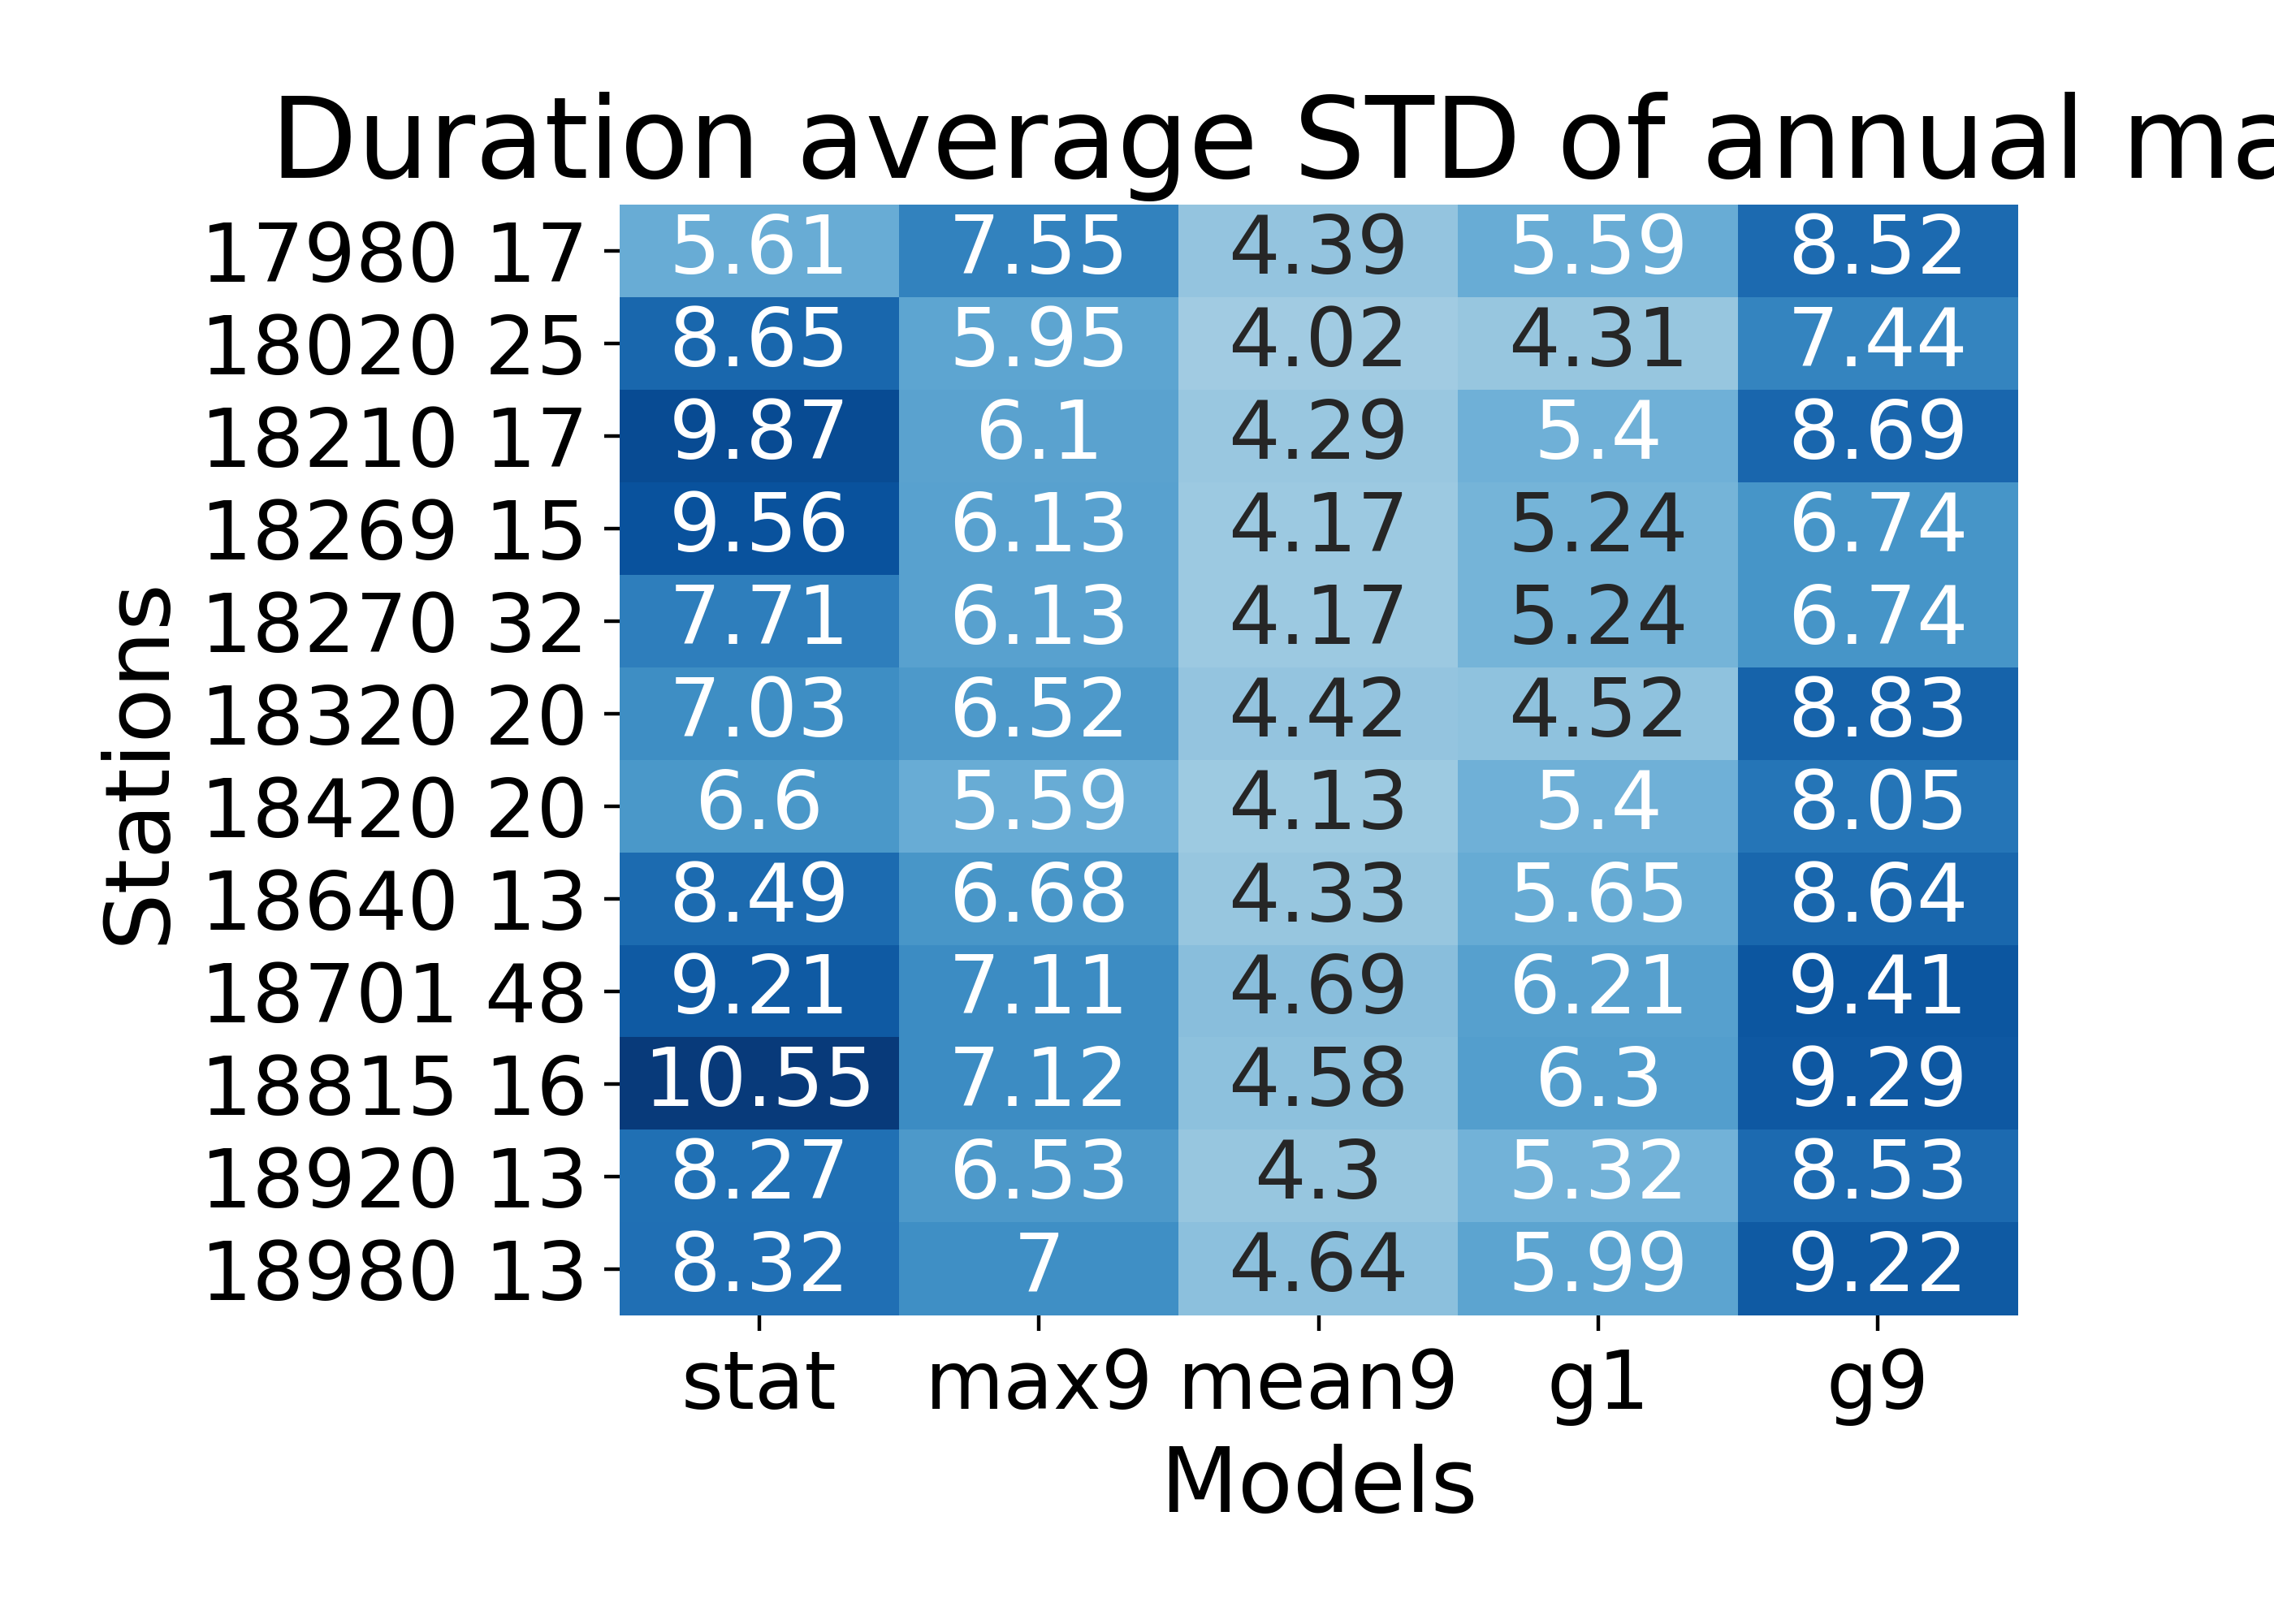 Duration average STD of annual ma
17980 17 5.61 7.55 4.39 5.59 8.52
18020 25 8.65 5.95 4.02 4.31 7.44
18210 17 9.87 6.1 4.29 5.4 8.69
18269 15 9.56 6.13 4.17 5.24 6.74
18270 32 7.71 6.13 4.17 5.24 6.74
18320 20 7.03 6.52 4.42 4.52 8.83
18420 20 6.6 5.59 4.13 5.4 8.05
18640 13 8.49 6.68 4.33 5.65 8.64
18701 48 9.21 7.11 4.69 6.21 9.41
18815 16 10.55 7.12 4.58 6.3 9.29
18920 13 8.27 6.53 4.3 5.32 8.53
18980 13 8.32 7 4.64 5.99 9.22
Stations
stat max9 mean9 g1 g9
Models